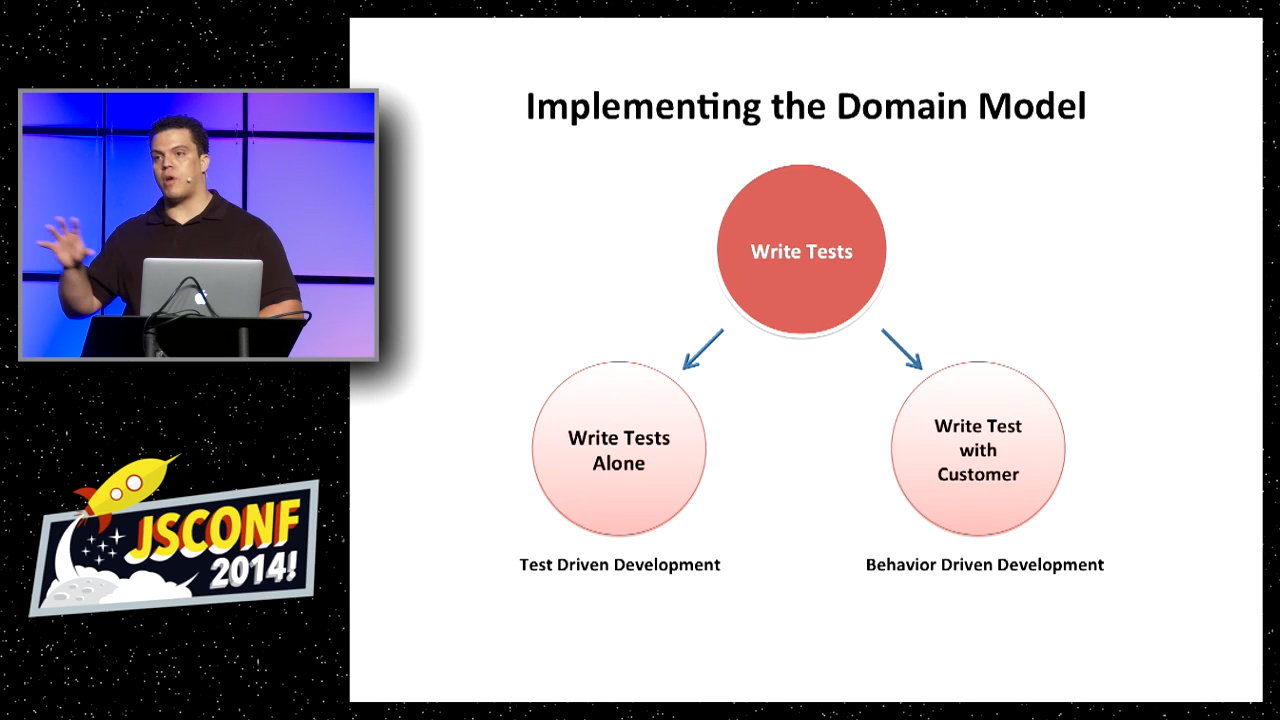 Implementing the Domain Model
Write Tests
Write Tests
Alone
Write Test
with
Customer
Test Driven Development
Behavior Driven Development
JSCONF
2014!